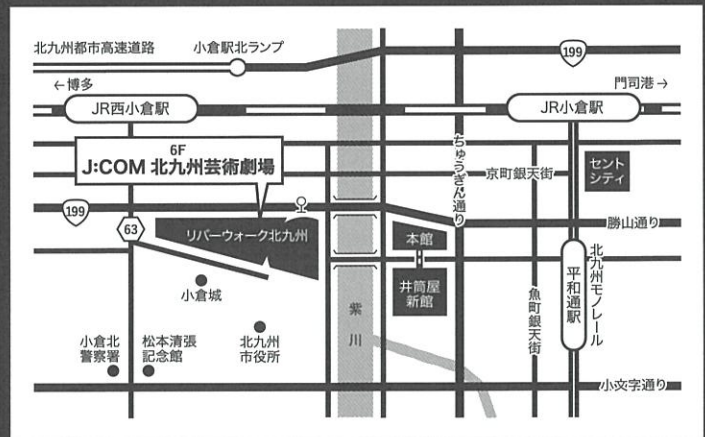 北九州都市高速道路
小倉駅北ランプ
199
←博多
門司港→
JR西小倉駅
JR小倉駅
6F
J:COM 北九州芸術劇場
ちゅうぎん通り
京町銀天街
セント
シティ
199
63
リバーウォーク北九州
本館
勝山通り
井筒屋
新館
小倉城
紫川
魚町銀天街
平和通駅
北九州モノレール
小倉北
警察署
松本清張
記念館
北九州
市役所
小文字通り